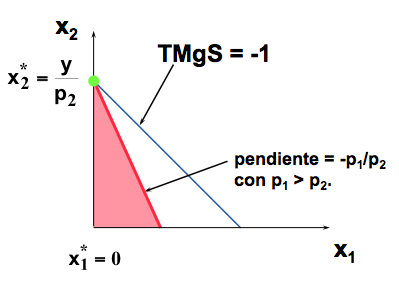 x₂
TMgS = -1
x₂* = y/p₂
pendiente = -p₁/p₂
con p₁ > p₂.
x₁
x₁* = 0